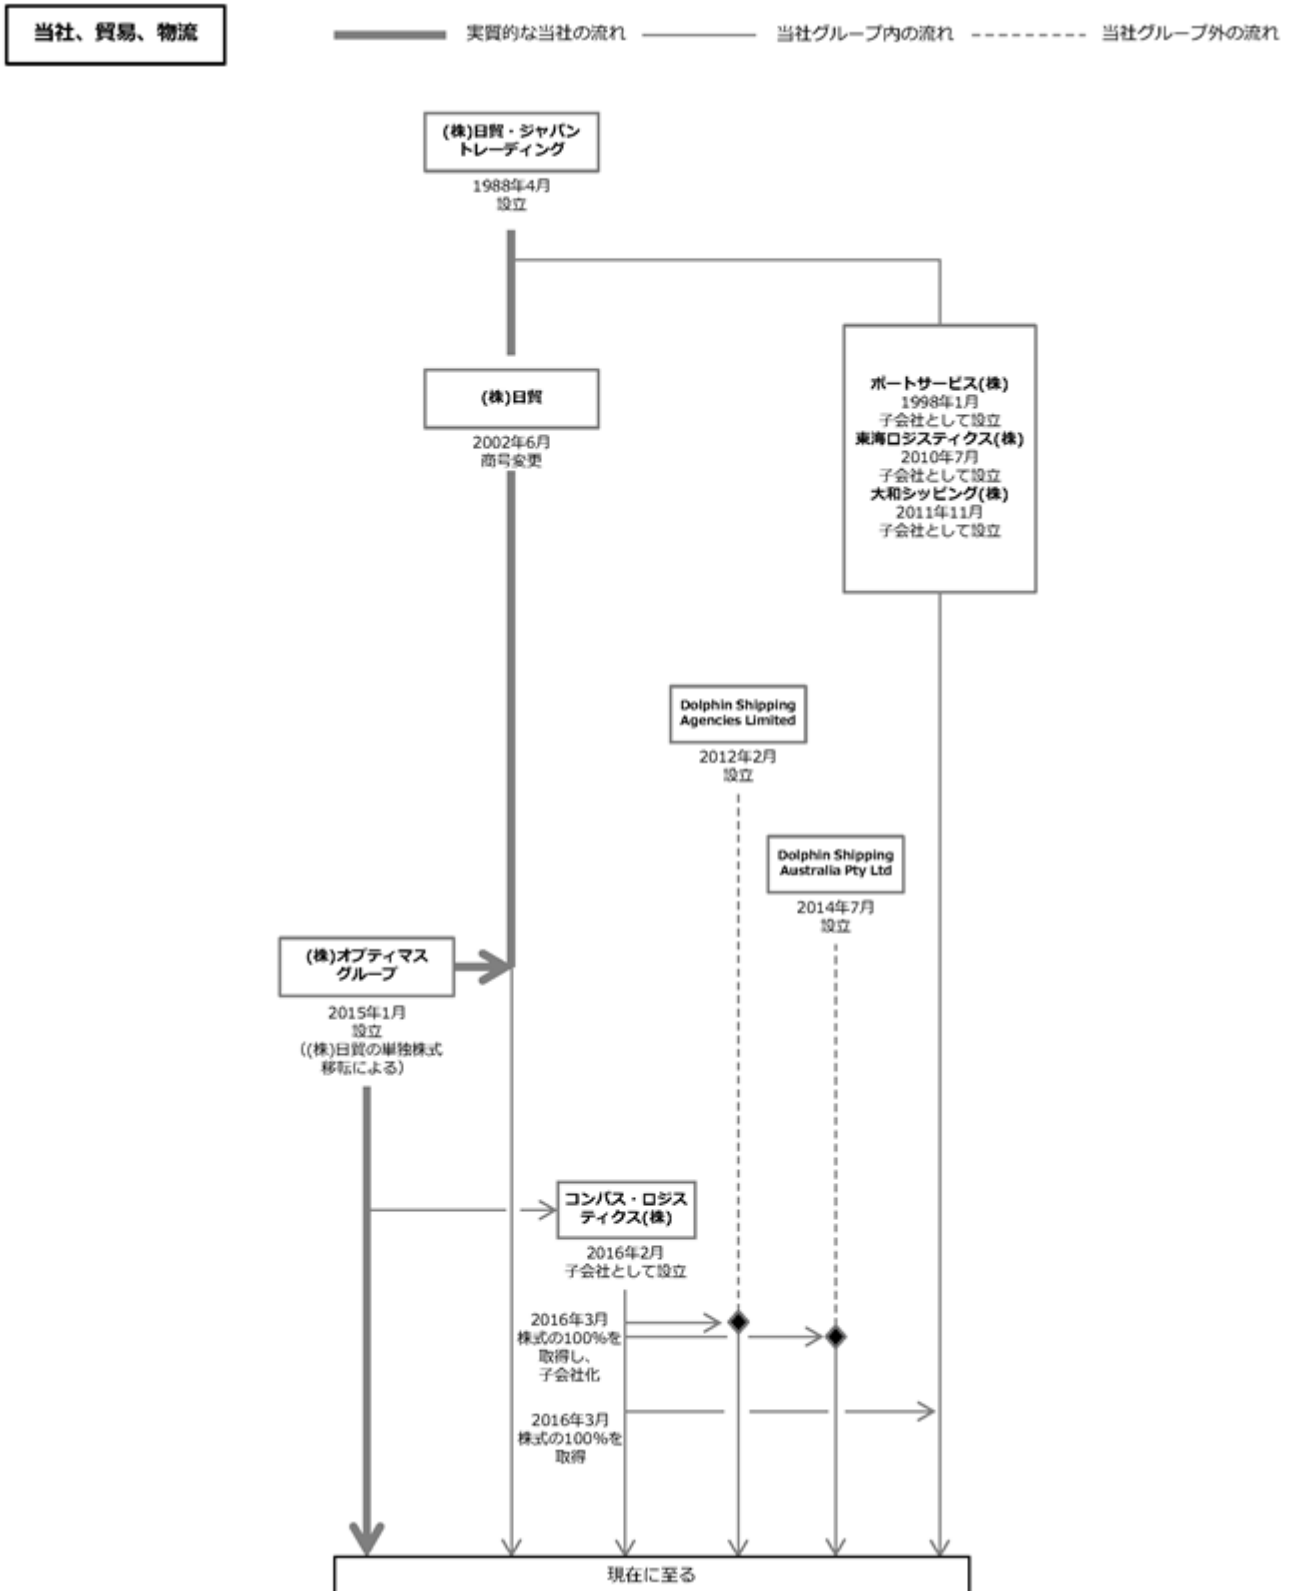 当社、貿易、物流
実質的な当社の流れ
当社グループ内の流れ
当社グループ外の流れ
(株)日貿・ジャパン
トレーディング
1988年4月
設立
(株)日貿
2002年6月
商号変更
ポートサービス(株)
1998年1月
子会社として設立
東海ロジスティクス(株)
2010年7月
子会社として設立
大和シッピング(株)
2011年11月
子会社として設立
Dolphin Shipping
Agencies Limited
2012年2月
設立
Dolphin Shipping
Australia Pty Ltd
2014年7月
設立
(株)オプティマス
グループ
2015年1月
設立
((株)日貿の単独株式
移転による)
コンパス・ロジス
ティクス(株)
2016年2月
子会社として設立
2016年3月
株式の100%を
取得し、
子会社化
2016年3月
株式の100%を
取得
現在に至る